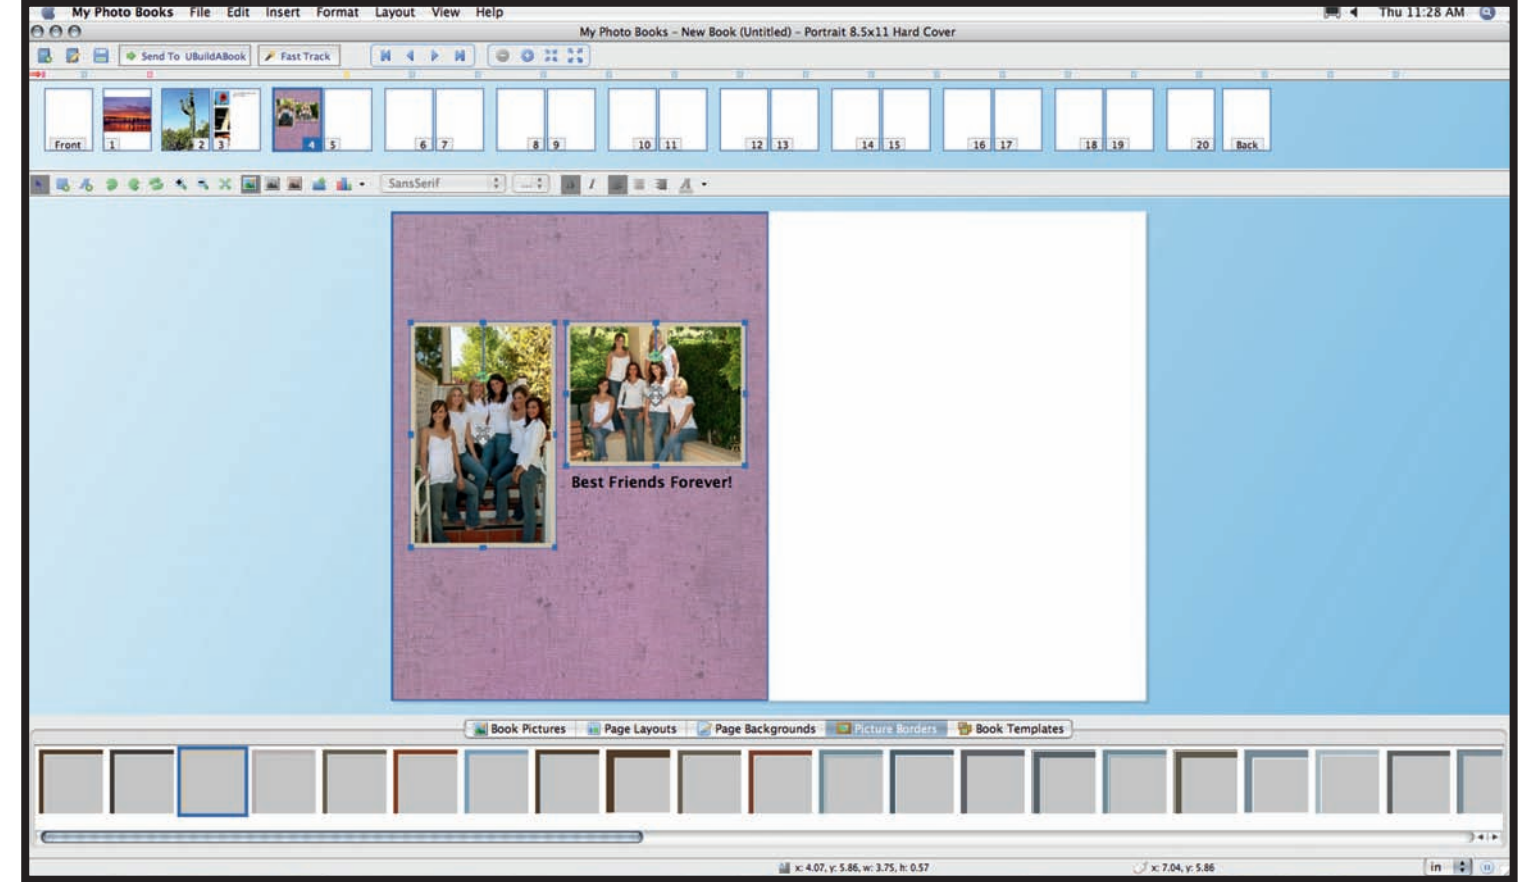 My Photo Books File Edit Insert Format Layout View Help Thu 11:28 AM
My Photo Books – New Book (Untitled) – Portrait 8.5x11 Hard Cover
Send To UBuildABook Fast Track
Front 1 2 3 4 5 6 7 8 9 10 11 12 13 14 15 16 17 18 19 20 Back
SansSerif ...
Best Friends Forever!
Book Pictures Page Layouts Page Backgrounds Picture Borders Book Templates
x: 4.07, y: 5.86, w: 3.75, h: 0.57 x: 7.04, y: 5.86 in